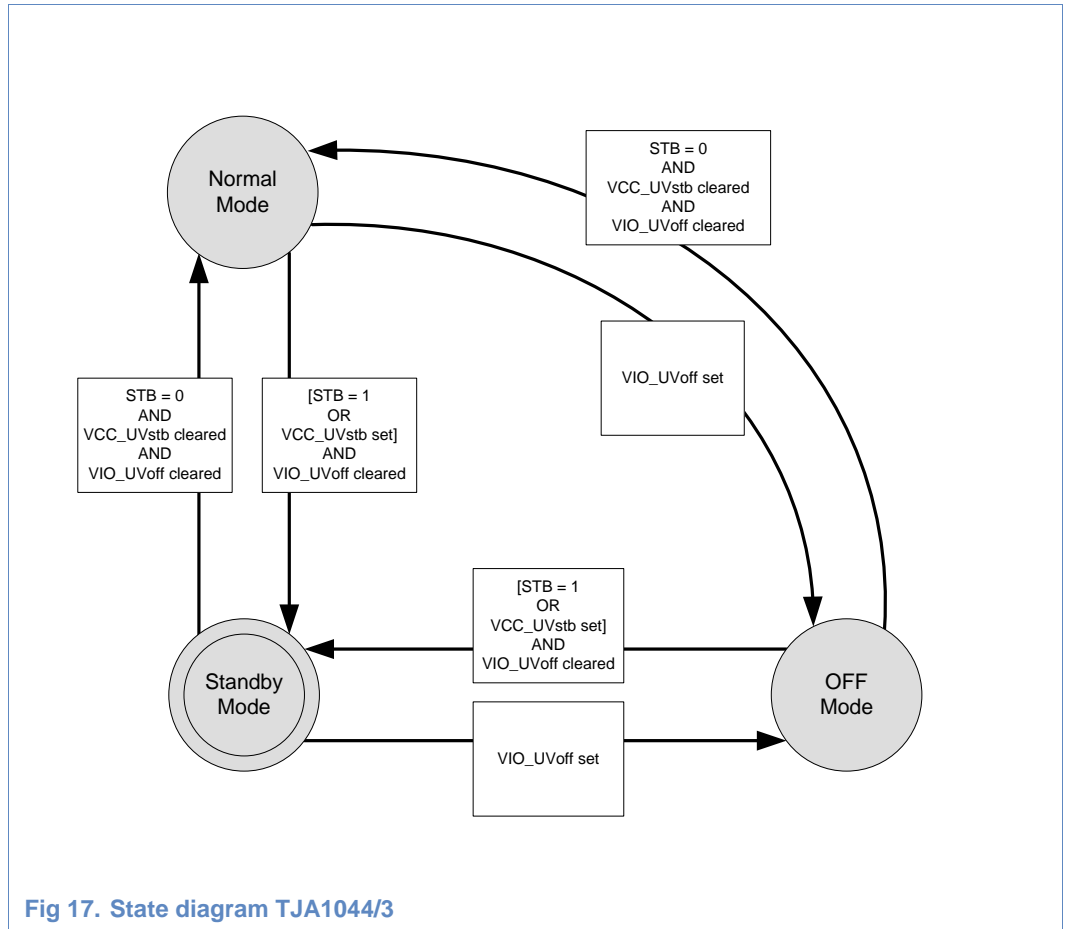 Normal
Mode
STB = 0
AND
VCC_UVstb cleared
AND
VIO_UVoff cleared
VIO_UVoff set
STB = 0
AND
VCC_UVstb cleared
AND
VIO_UVoff cleared
[STB = 1
OR
VCC_UVstb set]
AND
VIO_UVoff cleared
[STB = 1
OR
VCC_UVstb set]
AND
VIO_UVoff cleared
Standby
Mode
OFF
Mode
VIO_UVoff set
Fig 17. State diagram TJA1044/3